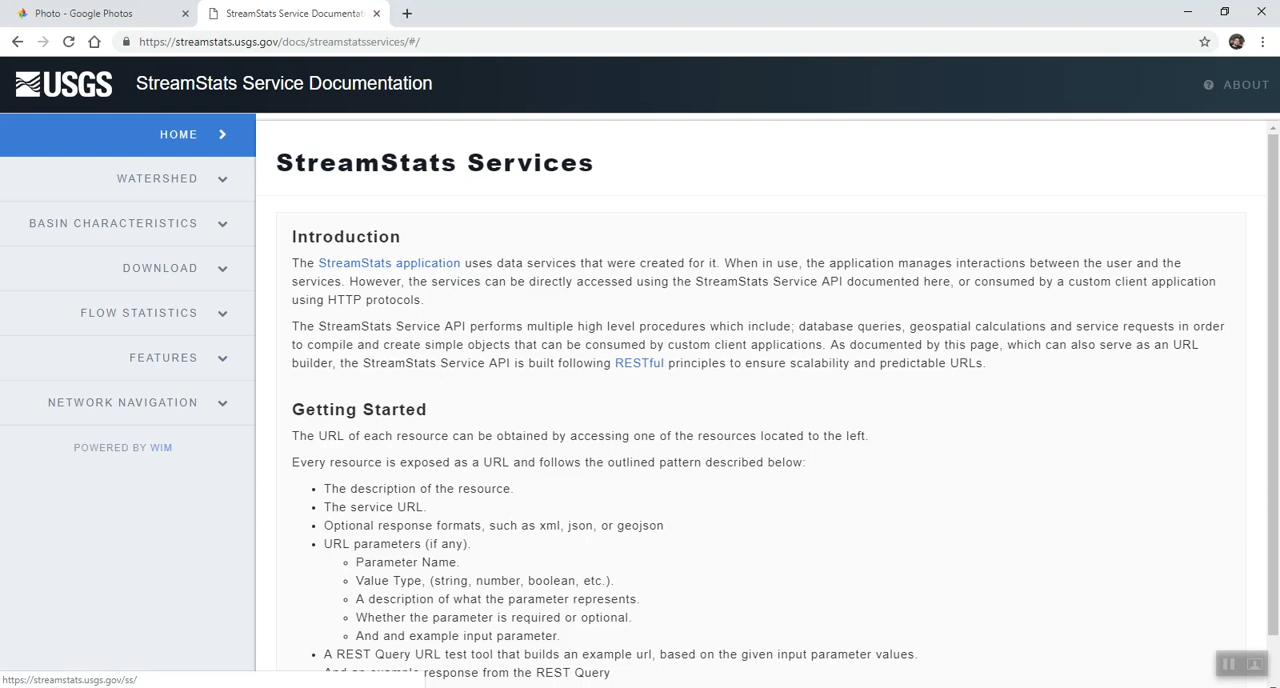 Photo - Google Photos
StreamStats Service Documentat
https://streamstats.usgs.gov/docs/streamstatsservices/#/
USGS
StreamStats Service Documentation
ABOUT
HOME
WATERSHED
BASIN CHARACTERISTICS
DOWNLOAD
FLOW STATISTICS
FEATURES
NETWORK NAVIGATION
POWERED BY WIM
StreamStats Services
Introduction
The StreamStats application uses data services that were created for it. When in use, the application manages interactions between the user and the
services. However, the services can be directly accessed using the StreamStats Service API documented here, or consumed by a custom client application
using HTTP protocols.
The StreamStats Service API performs multiple high level procedures which include; database queries, geospatial calculations and service requests in order
to compile and create simple objects that can be consumed by custom client applications. As documented by this page, which can also serve as an URL
builder, the StreamStats Service API is built following RESTful principles to ensure scalability and predictable URLs.
Getting Started
The URL of each resource can be obtained by accessing one of the resources located to the left.
Every resource is exposed as a URL and follows the outlined pattern described below:
• The description of the resource.
• The service URL.
• Optional response formats, such as xml, json, or geojson
• URL parameters (if any).
◦ Parameter Name.
◦ Value Type, (string, number, boolean, etc.).
◦ A description of what the parameter represents.
◦ Whether the parameter is required or optional.
◦ And and example input parameter.
• A REST Query URL test tool that builds an example url, based on the given input parameter values.
And an example response from the REST Query
https://streamstats.usgs.gov/ss/